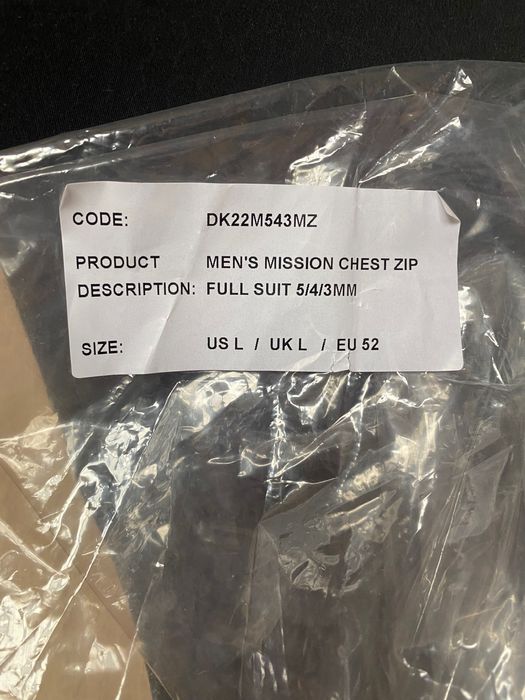 CODE: DK22M543MZ
PRODUCT MEN'S MISSION CHEST ZIP
DESCRIPTION: FULL SUIT 5/4/3MM
SIZE: US L / UK L / EU 52